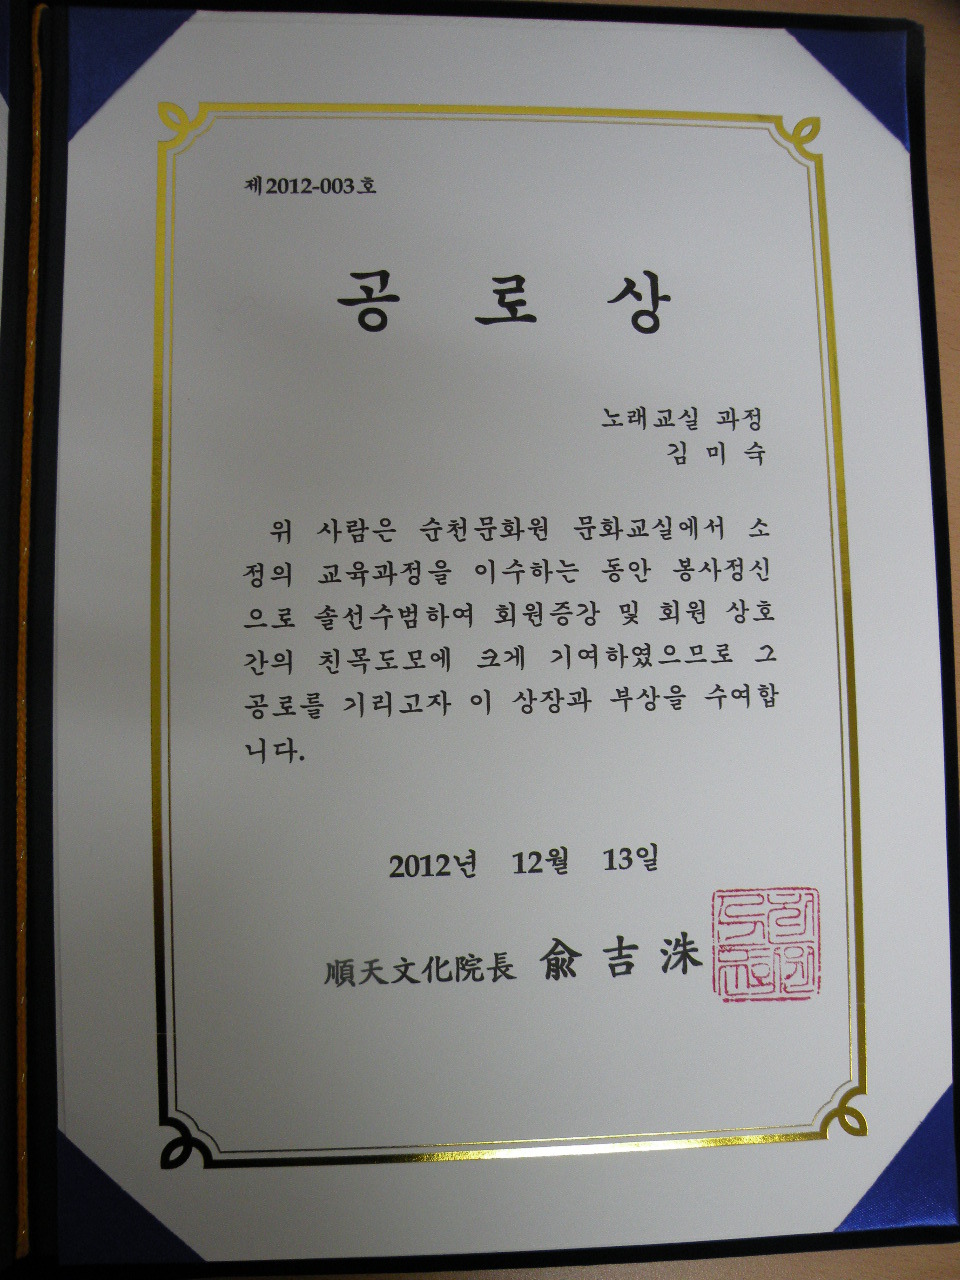 제2012-003호
공 로 상
노래교실 과정
김 미 숙
위 사람은 순천문화원 문화교실에서 소
정의 교육과정을 이수하는 동안 봉사정신
으로 솔선수범하여 회원증강 및 회원 상호
간의 친목도모에 크게 기여하였으므로 그
공로를 기리고자 이 상장과 부상을 수여합
니다.
2012년 12월 13일
順天文化院長 兪 吉 洙